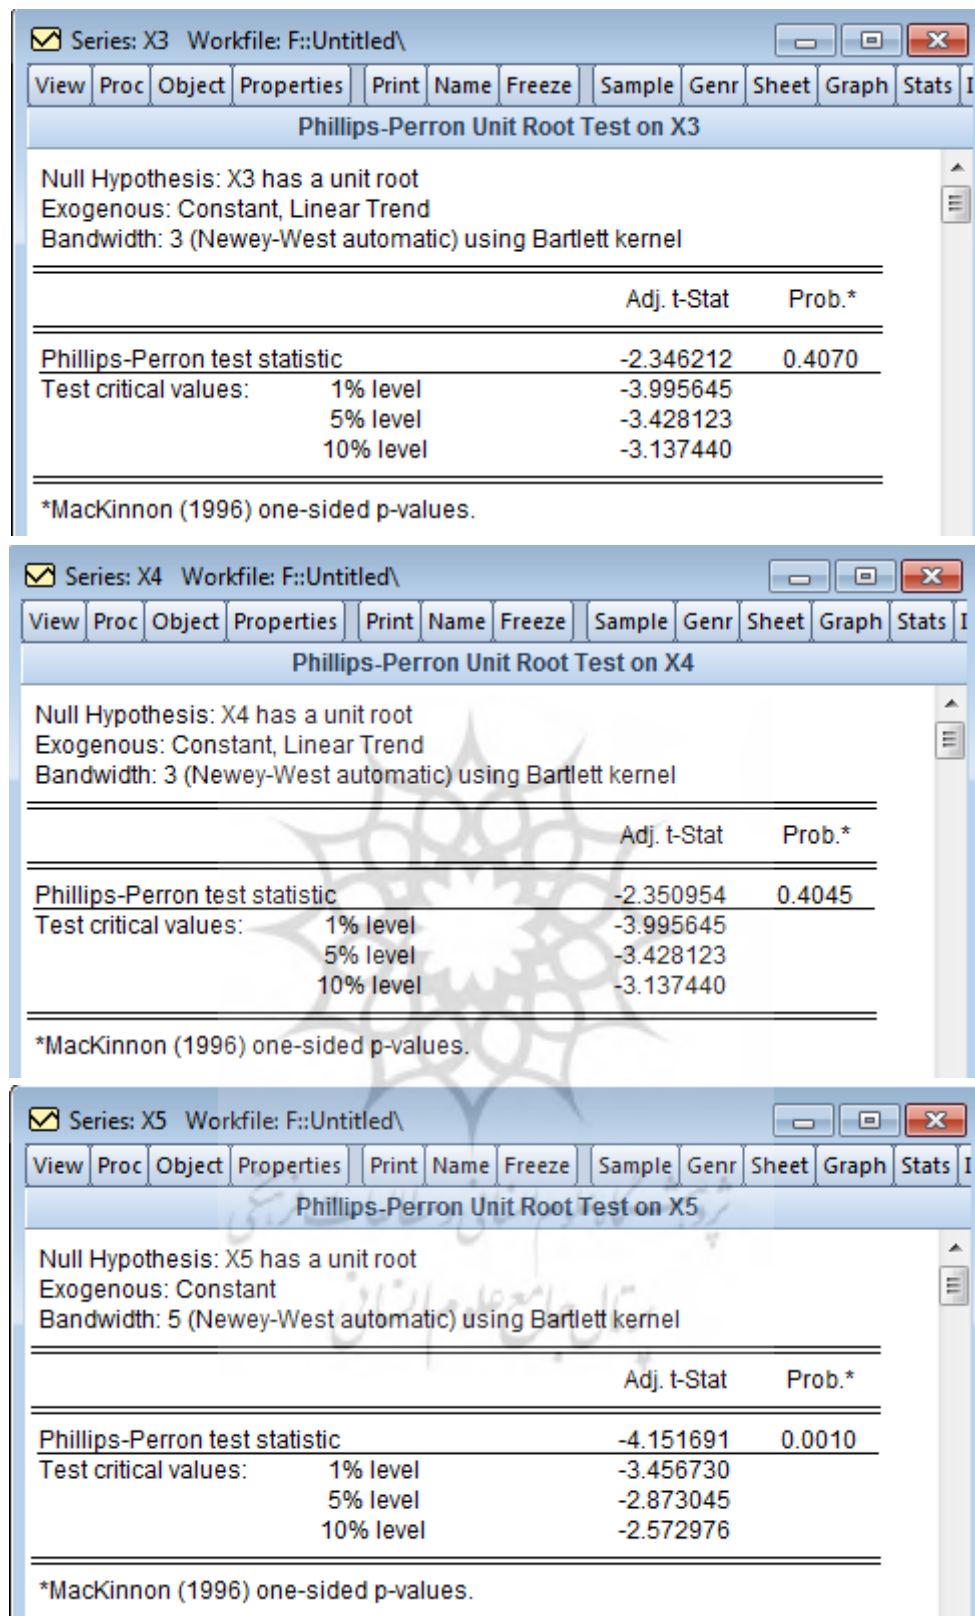 Series: X3 Workfile: F::Untitled\
View Proc Object Properties Print Name Freeze Sample Genr Sheet Graph Stats
Phillips-Perron Unit Root Test on X3
Null Hypothesis: X3 has a unit root
Exogenous: Constant, Linear Trend
Bandwidth: 3 (Newey-West automatic) using Bartlett kernel
Adj. t-Stat Prob.*
Phillips-Perron test statistic -2.346212 0.4070
Test critical values: 1% level -3.995645
5% level -3.428123
10% level -3.137440
*MacKinnon (1996) one-sided p-values.
Series: X4 Workfile: F::Untitled\
View Proc Object Properties Print Name Freeze Sample Genr Sheet Graph Stats
Phillips-Perron Unit Root Test on X4
Null Hypothesis: X4 has a unit root
Exogenous: Constant, Linear Trend
Bandwidth: 3 (Newey-West automatic) using Bartlett kernel
Adj. t-Stat Prob.*
Phillips-Perron test statistic -2.350954 0.4045
Test critical values: 1% level -3.995645
5% level -3.428123
10% level -3.137440
*MacKinnon (1996) one-sided p-values.
Series: X5 Workfile: F::Untitled\
View Proc Object Properties Print Name Freeze Sample Genr Sheet Graph Stats
Phillips-Perron Unit Root Test on X5
پژوهشگاه علوم انسانی و مطالعات فرهنگی
Null Hypothesis: X5 has a unit root
Exogenous: Constant
Bandwidth: 5 (Newey-West automatic) using Bartlett kernel
پرتال جامع علوم انسانی
Adj. t-Stat Prob.*
Phillips-Perron test statistic -4.151691 0.0010
Test critical values: 1% level -3.456730
5% level -2.873045
10% level -2.572976
*MacKinnon (1996) one-sided p-values.